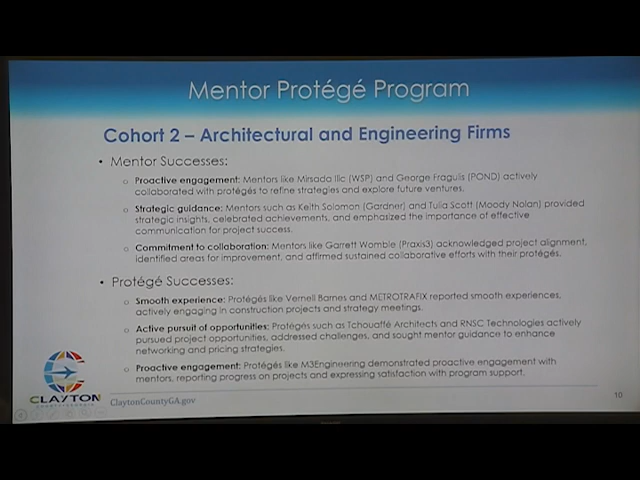 Mentor Protégé Program
Cohort 2 – Architectural and Engineering Firms
• Mentor Successes:
○ Proactive engagement: Mentors like Mirsada Ilic (WSP) and George Fragulis (POND) actively
collaborated with protégés to refine strategies and explore future ventures.
○ Strategic guidance: Mentors such as Keith Solomon (Gardner) and Tulia Scott (Moody Nolan) provided
strategic insights, celebrated achievements, and emphasized the importance of effective
communication for project success.
○ Commitment to collaboration: Mentors like Garrett Womble (Praxis3) acknowledged project alignment,
identified areas for improvement, and affirmed sustained collaborative efforts with their protégés.
• Protégé Successes:
○ Smooth experience: Protégés like Vernell Barnes and METROTRAFIX reported smooth experiences,
actively engaging in construction projects and strategy meetings.
○ Active pursuit of opportunities: Protégés such as Tchouaffé Architects and RNSC Technologies actively
pursued project opportunities, addressed challenges, and sought mentor guidance to enhance
networking and pricing strategies.
○ Proactive engagement: Protégés like M3Engineering demonstrated proactive engagement with
mentors, reporting progress on projects and expressing satisfaction with program support.
CLAYTON
ClaytonCountyGA.gov
10